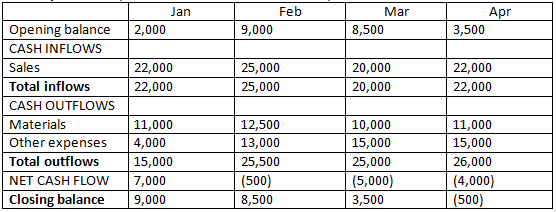 Jan Feb Mar Apr
Opening balance 2,000 9,000 8,500 3,500
CASH INFLOWS
Sales 22,000 25,000 20,000 22,000
Total inflows 22,000 25,000 20,000 22,000
CASH OUTFLOWS
Materials 11,000 12,500 10,000 11,000
Other expenses 4,000 13,000 15,000 15,000
Total outflows 15,000 25,500 25,000 26,000
NET CASH FLOW 7,000 (500) (5,000) (4,000)
Closing balance 9,000 8,500 3,500 (500)